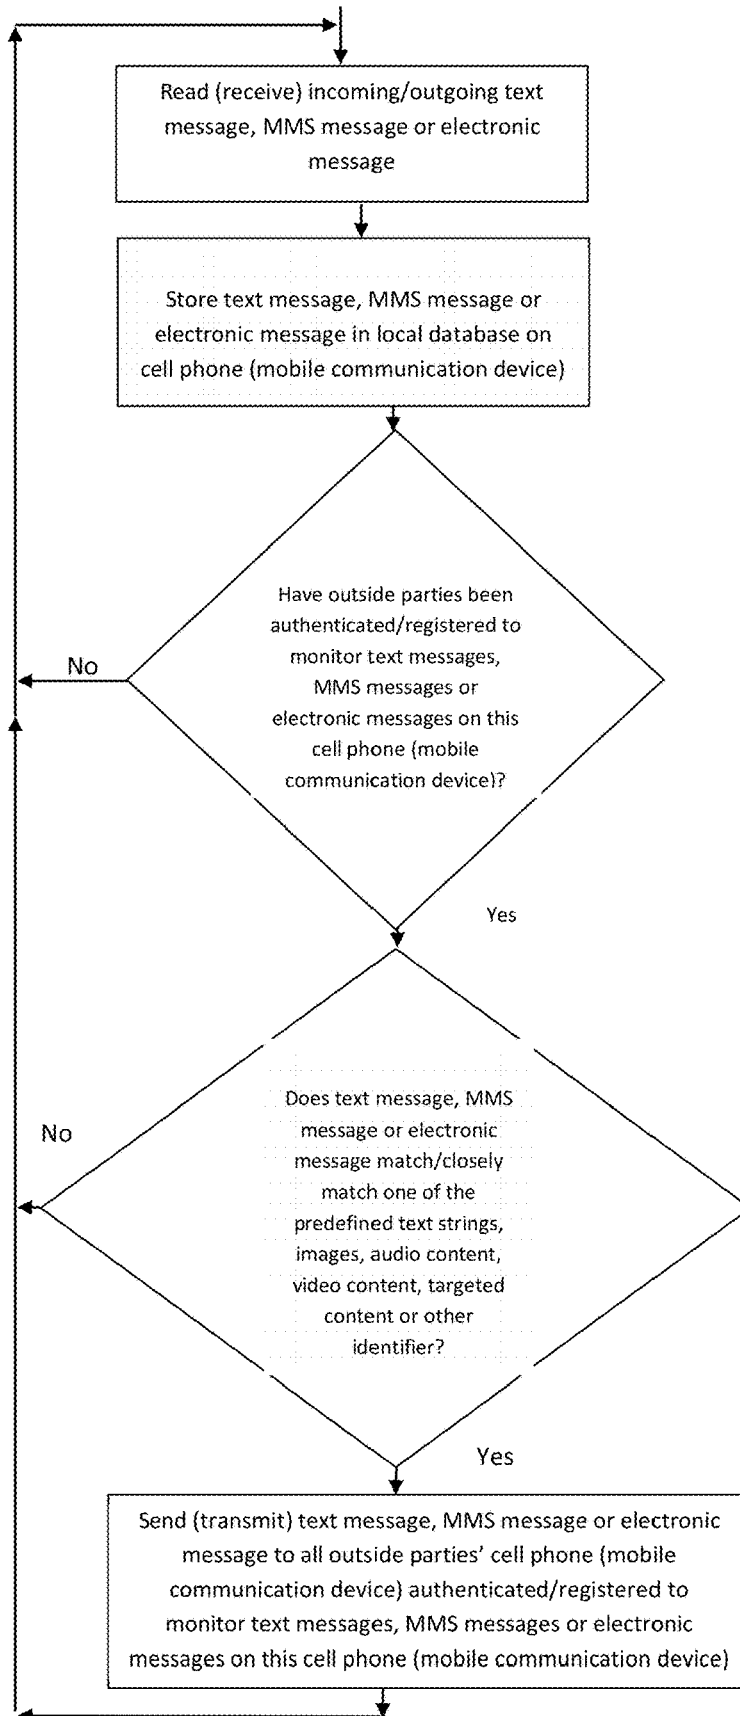 Read (receive) incoming/outgoing text
message, MMS message or electronic
message
Store text message, MMS message or
electronic message in local database on
cell phone (mobile communication device)
Have outside parties been
authenticated/registered to
monitor text messages,
MMS messages or
electronic messages on this
cell phone (mobile
communication device)?
No
Yes
Does text message, MMS
message or electronic
message match/closely
match one of the
predefined text strings,
images, audio content,
video content, targeted
content or other
identifier?
No
Yes
Send (transmit) text message, MMS message or electronic
message to all outside parties' cell phone (mobile
communication device) authenticated/registered to
monitor text messages, MMS messages or electronic
messages on this cell phone (mobile communication device)